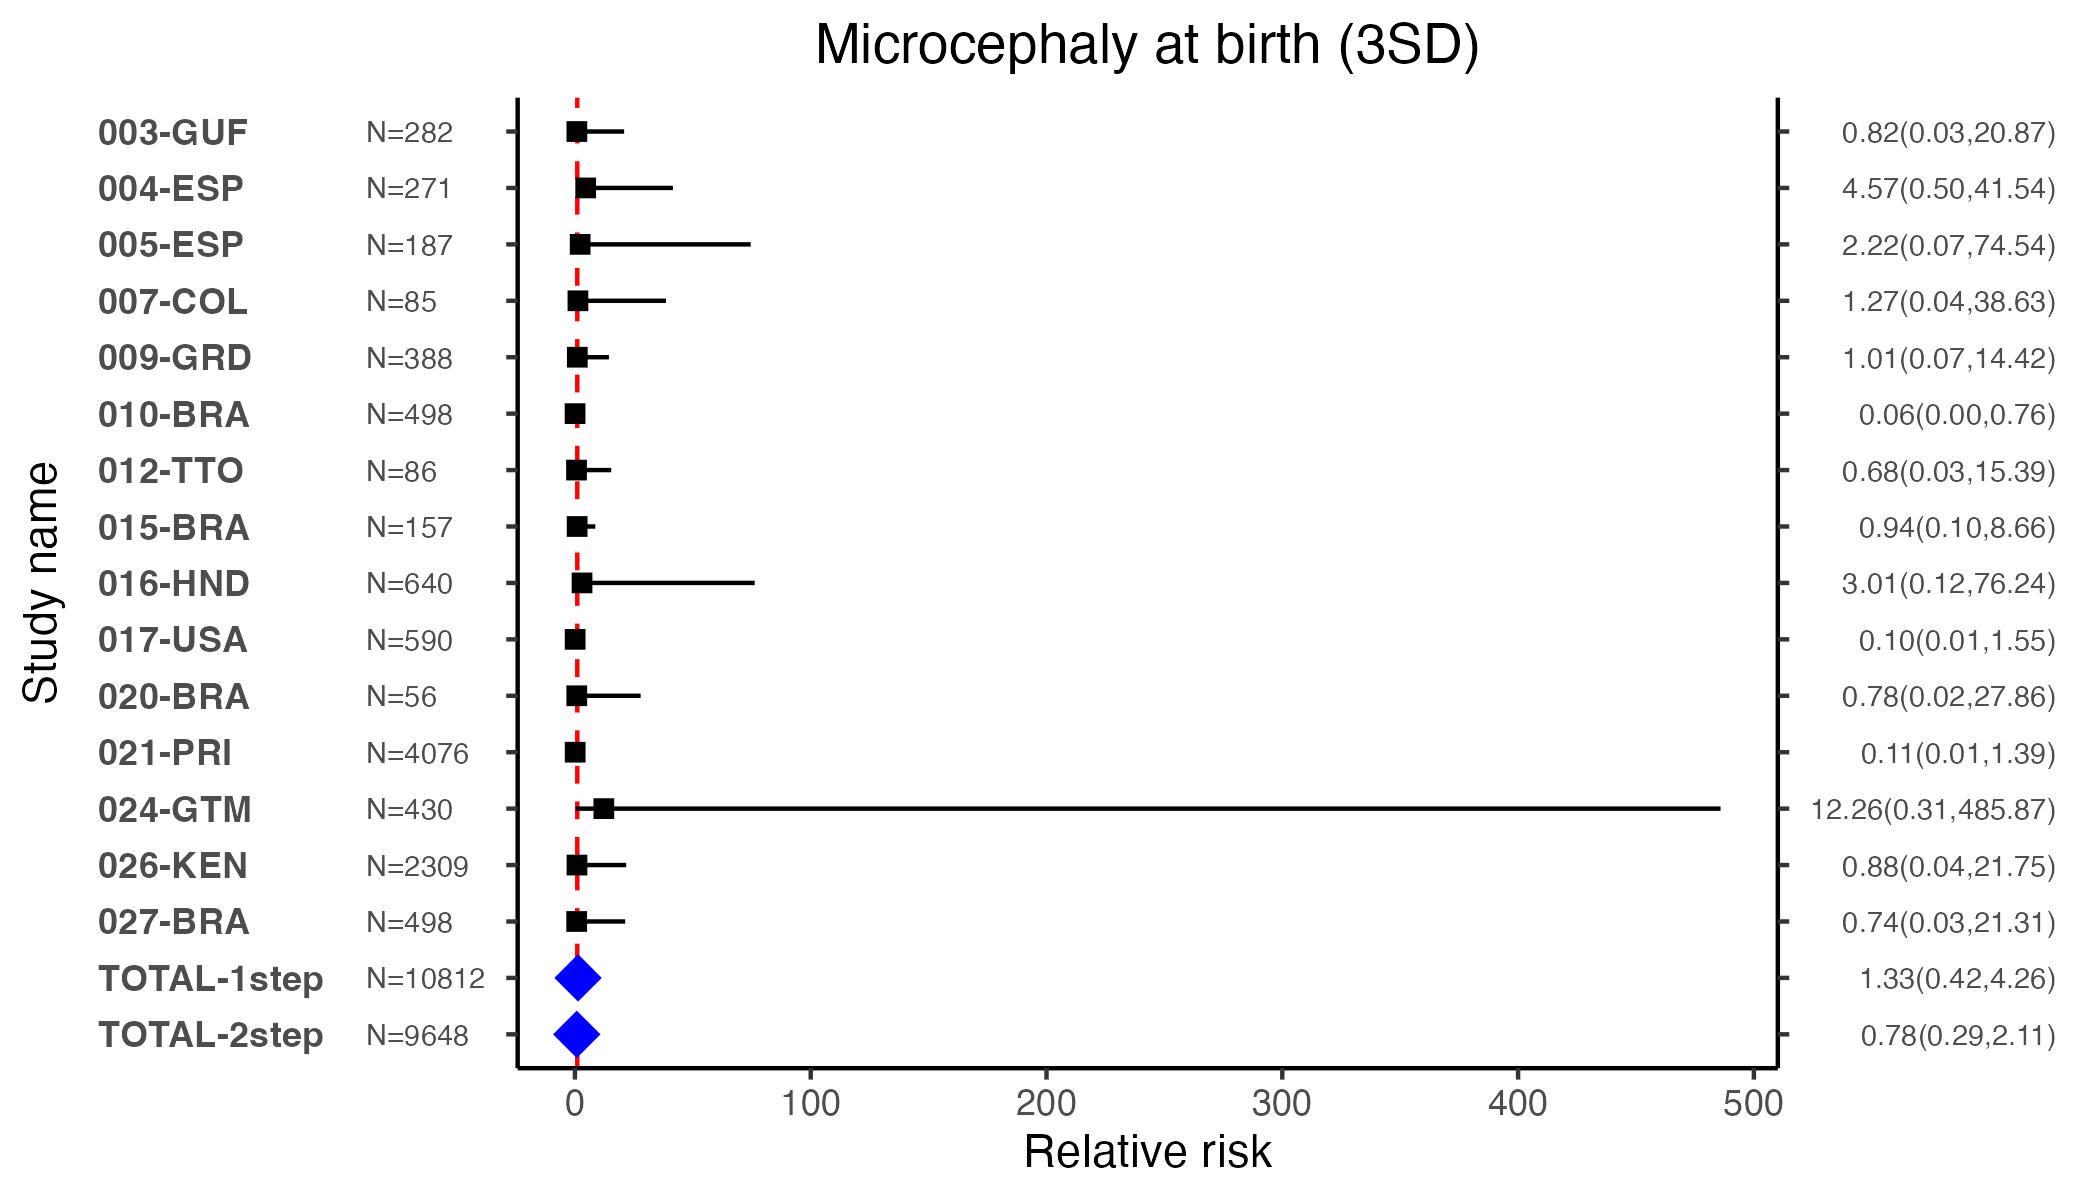 Microcephaly at birth (3SD)
Study name
003-GUF N=282 0.82(0.03,20.87)
004-ESP N=271 4.57(0.50,41.54)
005-ESP N=187 2.22(0.07,74.54)
007-COL N=85 1.27(0.04,38.63)
009-GRD N=388 1.01(0.07,14.42)
010-BRA N=498 0.06(0.00,0.76)
012-TTO N=86 0.68(0.03,15.39)
015-BRA N=157 0.94(0.10,8.66)
016-HND N=640 3.01(0.12,76.24)
017-USA N=590 0.10(0.01,1.55)
020-BRA N=56 0.78(0.02,27.86)
021-PRI N=4076 0.11(0.01,1.39)
024-GTM N=430 12.26(0.31,485.87)
026-KEN N=2309 0.88(0.04,21.75)
027-BRA N=498 0.74(0.03,21.31)
TOTAL-1step N=10812 1.33(0.42,4.26)
TOTAL-2step N=9648 0.78(0.29,2.11)
0 100 200 300 400 500
Relative risk